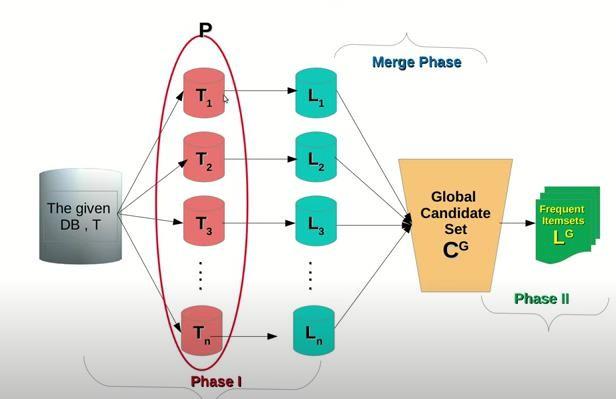 P
Merge Phase
T1
L1
T2
L2
The given
DB , T
T3
L3
Global
Candidate
Set
CG
Frequent
Itemsets
LG
Tn
Ln
Phase II
Phase I